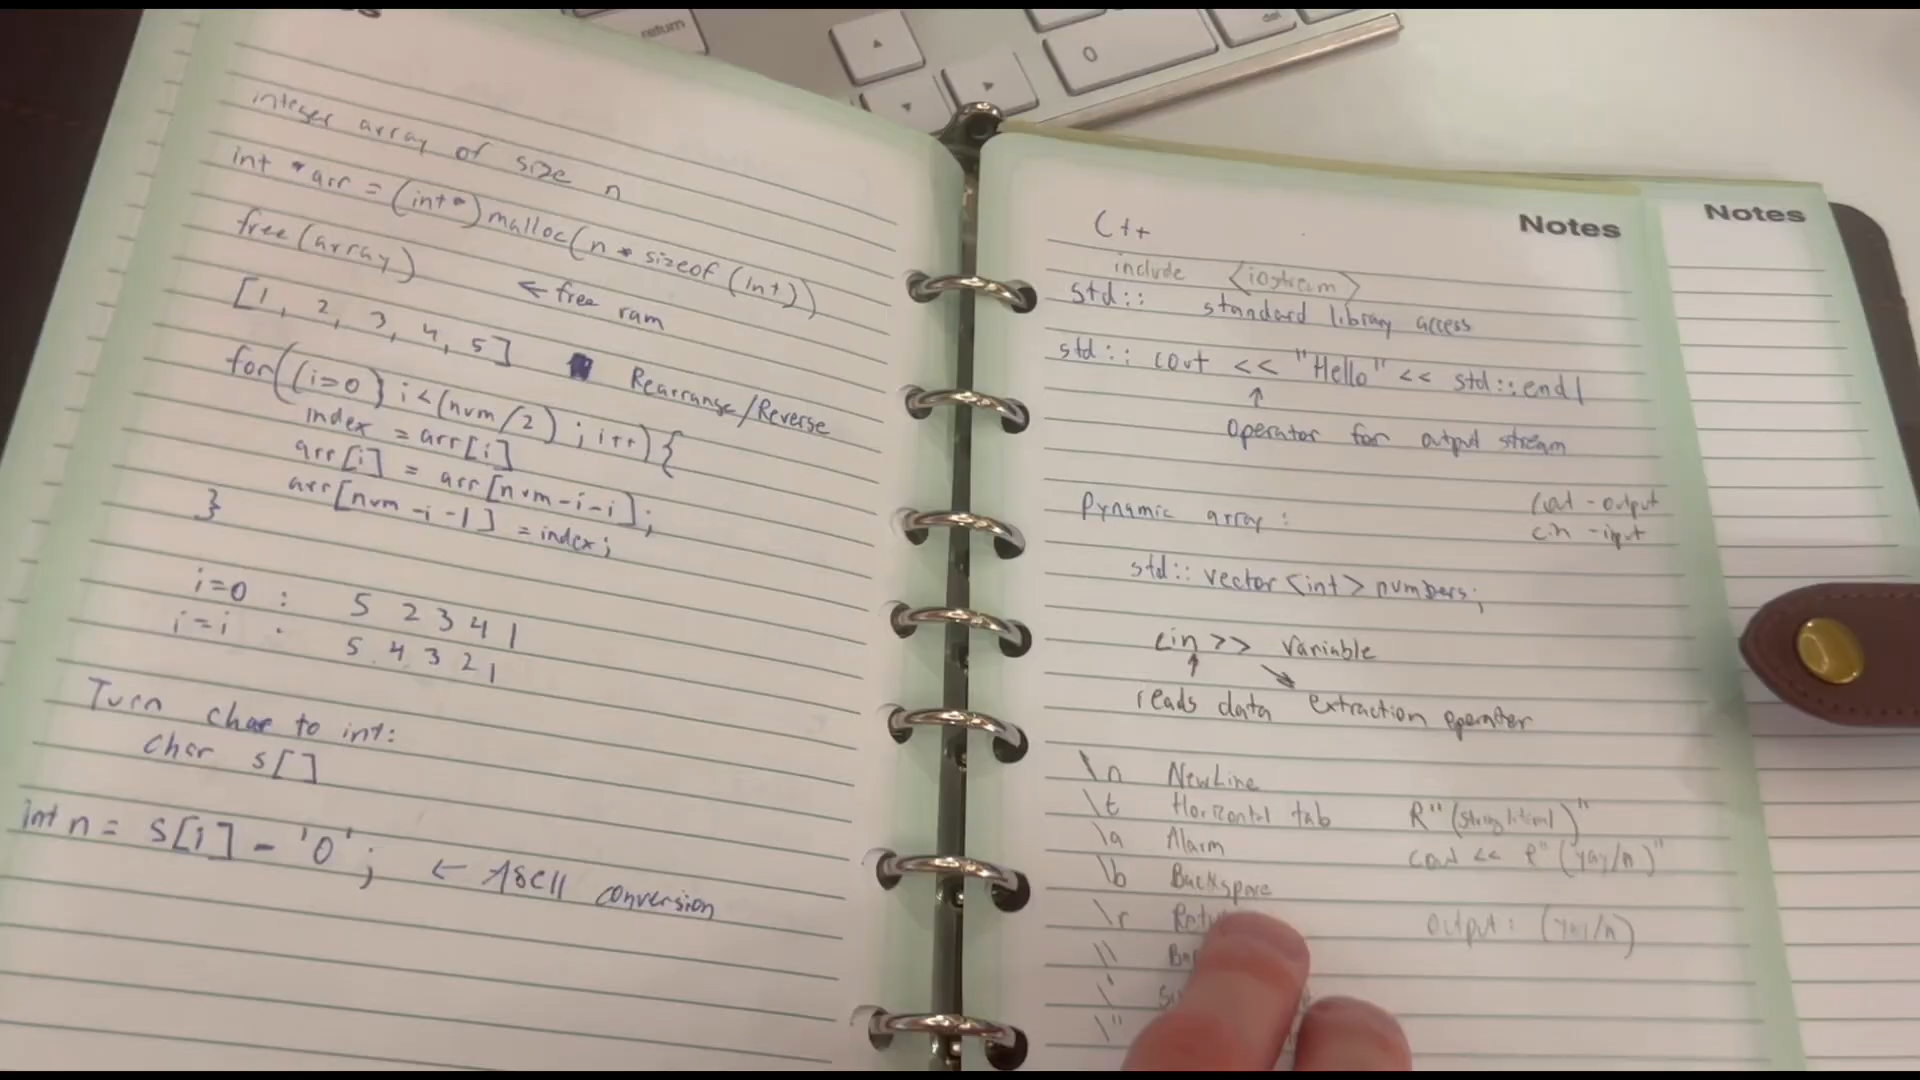 return
del
0
integer array of size n
int *arr = (int*) malloc(n * sizeof(int))
free(array) ← free ram
[1, 2, 3, 4, 5] Rearrange/Reverse
for((i=0) i<(num/2) ; i++){
index = arr[i]
arr[i] = arr[num-i-i];
arr[num-i-1] = index;
}
i=0 : 5 2 3 4 1
i=i : 5 4 3 2 1
Turn char to int:
char s[]
int n = s[i] - '0'; ← ASCII conversion
Notes
C++
include <iostream>
std:: standard library access
std:: cout << "Hello" << std::endl
↑
operator for output stream
Dynamic array :
cout - output
cin - input
std:: vector <int> numbers;
cin >> variable
reads data extraction operator
\n NewLine
\t Horizontal tab R"(string literal)"
\a Alarm cout << R"(yay/n)"
\b Backspace
\r output: (yay/n)
\\
\'
\"
Notes